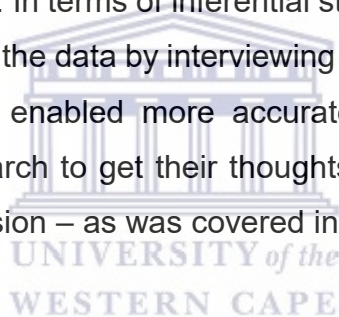 . In terms of inferential st
the data by interviewing
enabled more accurate
arch to get their thoughts
sion – as was covered in
UNIVERSITY of the
WESTERN CAPE